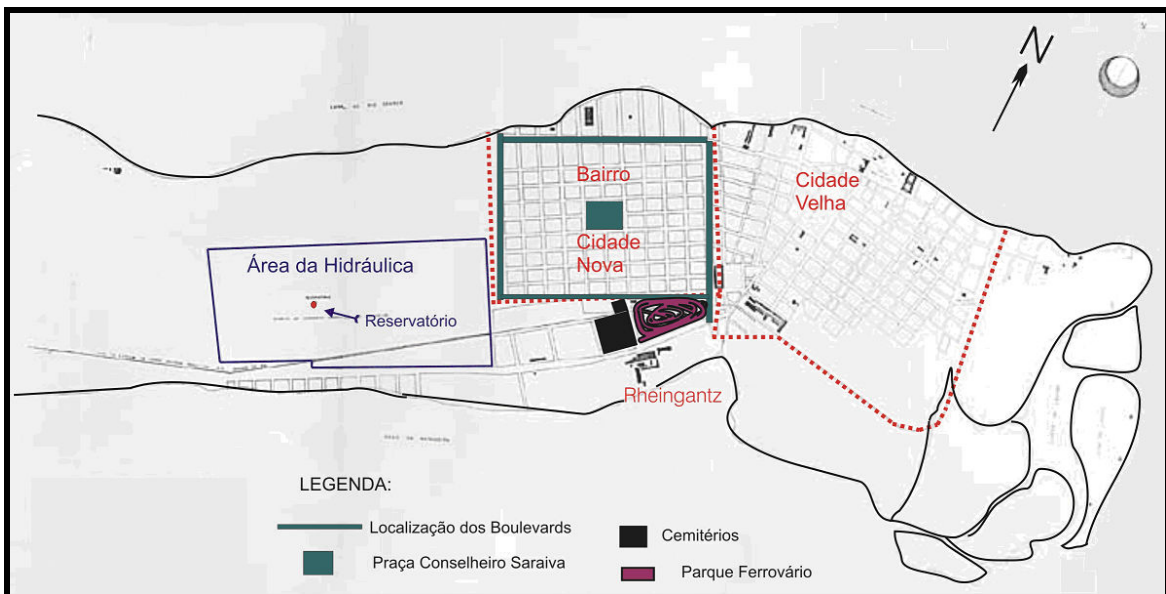 N
Bairro
Cidade
Nova
Cidade
Velha
Área da Hidráulica
Reservatório
Rheingantz
LEGENDA:
Localização dos Boulevards
Praça Conselheiro Saraiva
Cemitérios
Parque Ferrovário